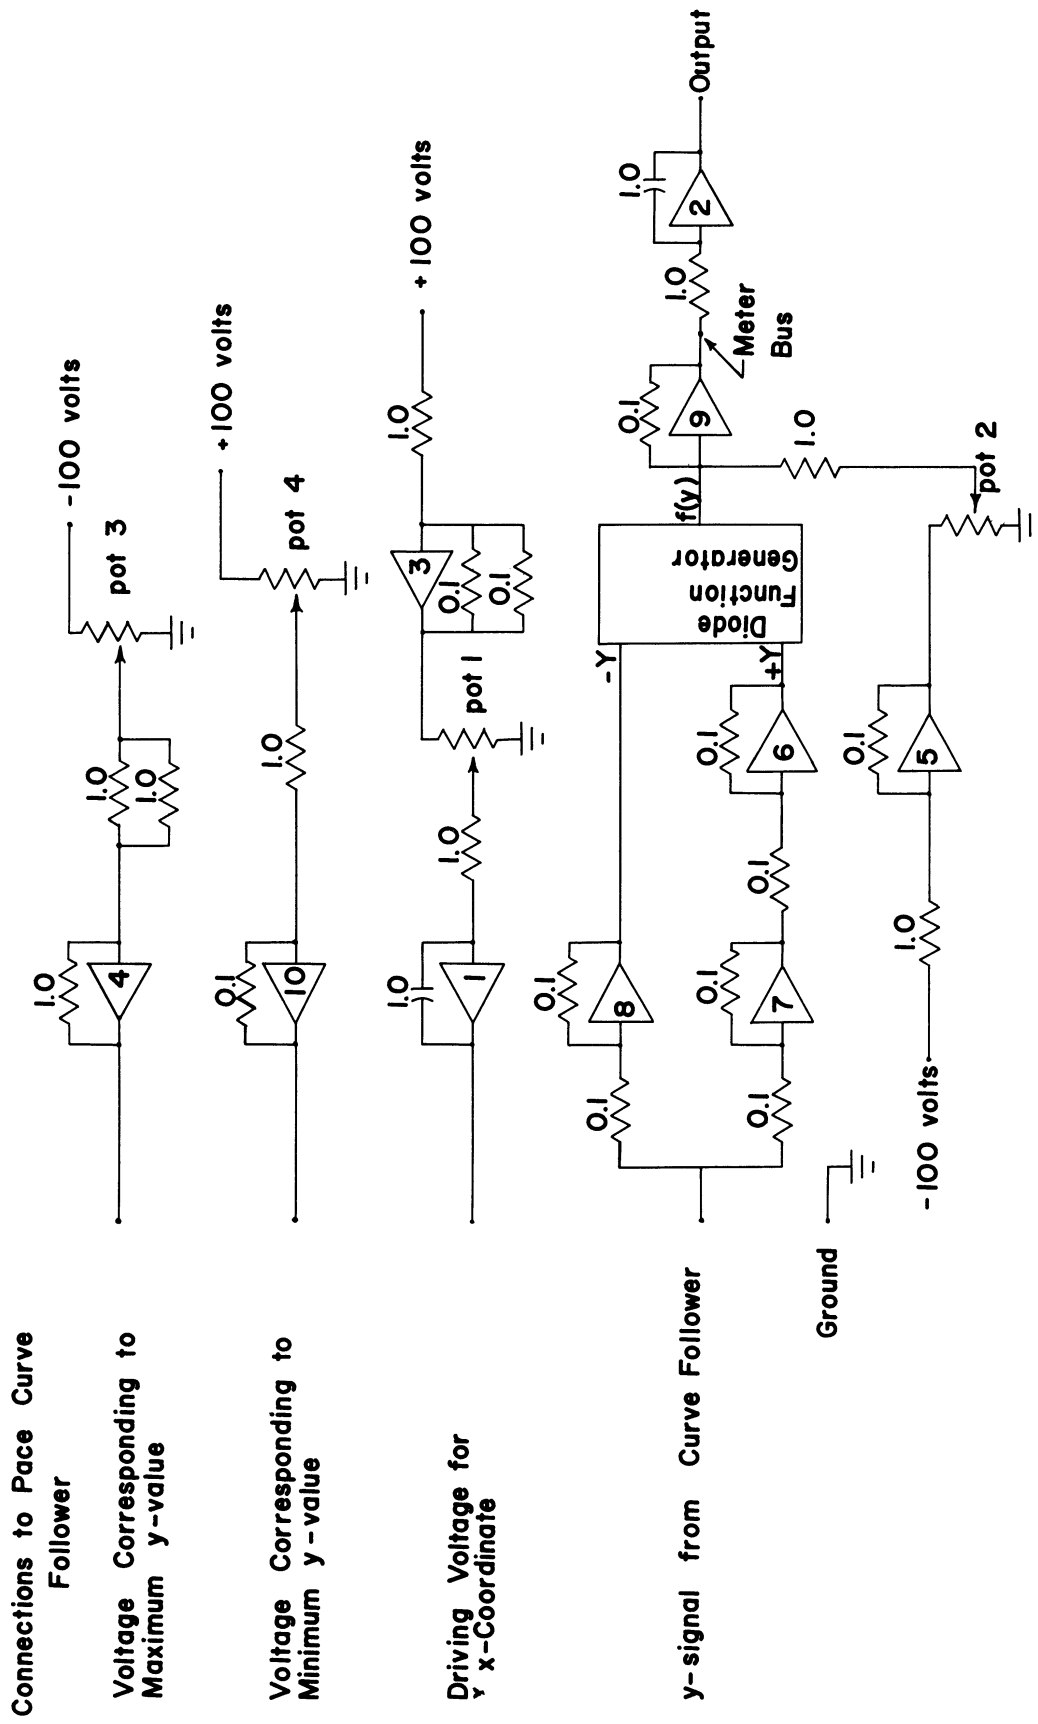 Connections to Pace Curve
Follower
Voltage Corresponding to
Maximum y-value
1.0
4
1.0
1.0
pot 3
-100 volts
Voltage Corresponding to
Minimum y-value
0.1
10
1.0
pot 4
+100 volts
Driving Voltage for
x-Coordinate
1.0
1
1.0
pot 1
3
0.1
0.1
1.0
+100 volts
y-signal from Curve Follower
0.1
0.1
8
-Y
0.1
0.1
7
0.1
0.1
6
+Y
Diode
Function
Generator
f(y)
0.1
9
Meter
Bus
1.0
1.0
2
Output
Ground
-100 volts
1.0
0.1
5
1.0
pot 2